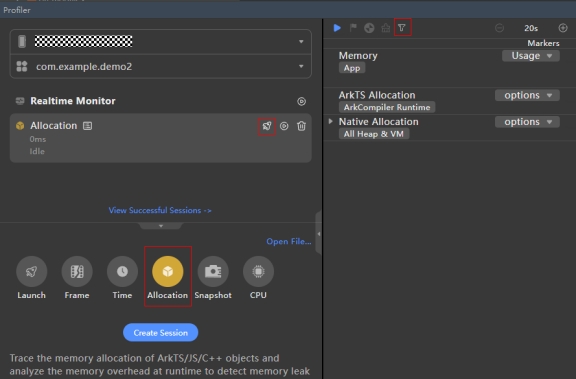 Profiler
com.example.demo2
Realtime Monitor
Allocation
0ms
Idle
View Successful Sessions ->
Open File...
Launch Frame Time Allocation Snapshot CPU
Create Session
Trace the memory allocation of ArkTS/JS/C++ objects and
analyze the memory overhead at runtime to detect memory leak
20s
Markers
Memory Usage
App
ArkTS Allocation options
ArkCompiler Runtime
Native Allocation options
All Heap & VM